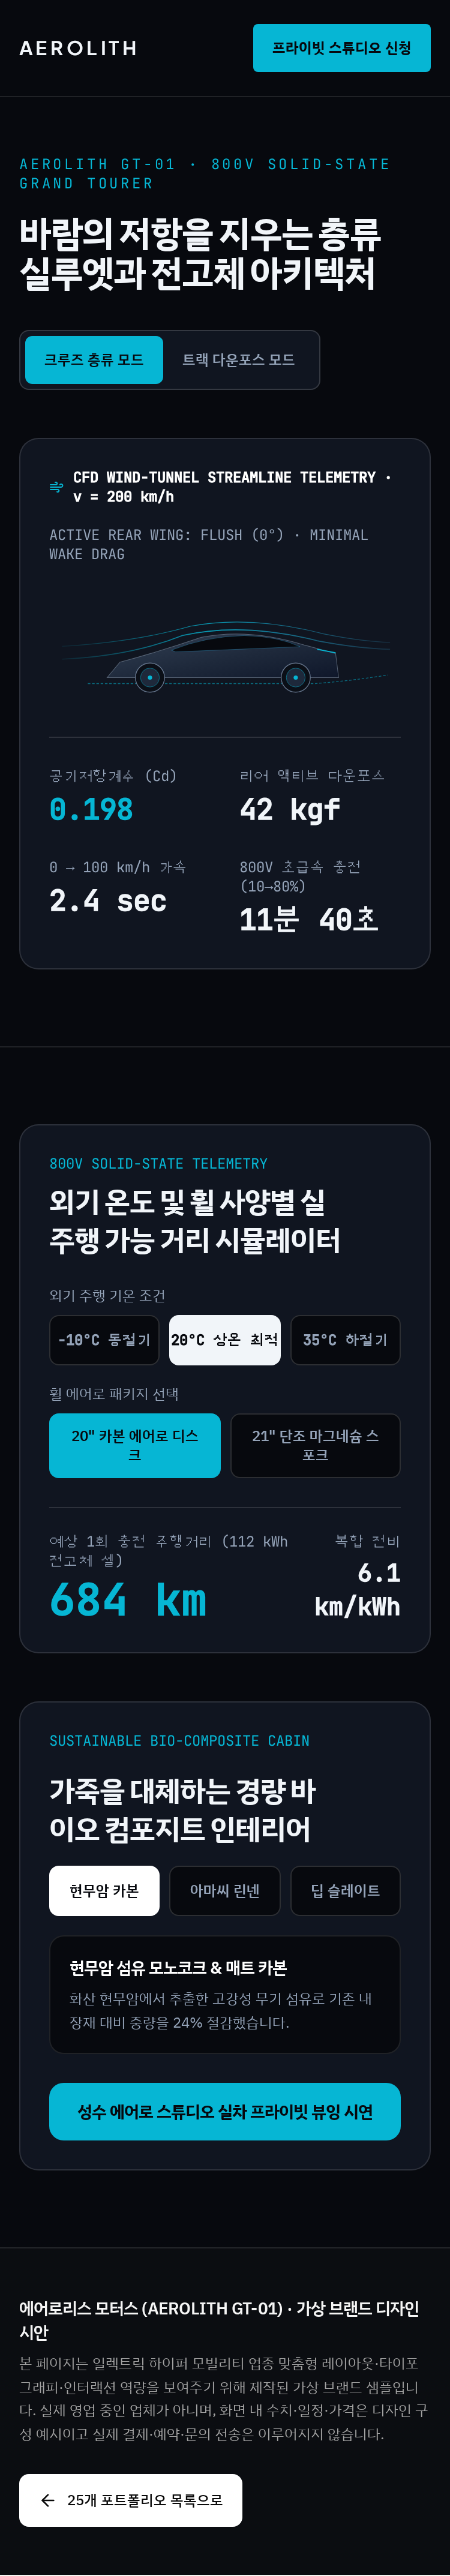 AEROLITH
프라이빗 스튜디오 신청
AEROLITH GT-01 · 800V SOLID-STATE
GRAND TOURER
바람의 저항을 지우는 층류
실루엣과 전고체 아키텍처
크루즈 층류 모드
트랙 다운포스 모드
CFD WIND-TUNNEL STREAMLINE TELEMETRY ·
v = 200 km/h
ACTIVE REAR WING: FLUSH (0°) · MINIMAL
WAKE DRAG
공기저항계수 (Cd)
0.198
리어 액티브 다운포스
42 kgf
0 → 100 km/h 가속
2.4 sec
800V 초급속 충전
(10→80%)
11분 40초
800V SOLID-STATE TELEMETRY
외기 온도 및 휠 사양별 실
주행 가능 거리 시뮬레이터
외기 주행 기온 조건
-10°C 동절기
20°C 상온 최적
35°C 하절기
휠 에어로 패키지 선택
20" 카본 에어로 디스
크
21" 단조 마그네슘 스
포크
예상 1회 충전 주행거리 (112 kWh
전고체 셀)
684 km
복합 전비
6.1
km/kWh
SUSTAINABLE BIO-COMPOSITE CABIN
가죽을 대체하는 경량 바
이오 컴포지트 인테리어
현무암 카본
아마씨 린넨
딥 슬레이트
현무암 섬유 모노코크 & 매트 카본
화산 현무암에서 추출한 고강성 무기 섬유로 기존 내
장재 대비 중량을 24% 절감했습니다.
성수 에어로 스튜디오 실차 프라이빗 뷰잉 시연
에어로리스 모터스 (AEROLITH GT-01) · 가상 브랜드 디자인
시안
본 페이지는 일렉트릭 하이퍼 모빌리티 업종 맞춤형 레이아웃·타이포
그래피·인터랙션 역량을 보여주기 위해 제작된 가상 브랜드 샘플입니
다. 실제 영업 중인 업체가 아니며, 화면 내 수치·일정·가격은 디자인 구
성 예시이고 실제 결제·예약·문의 전송은 이루어지지 않습니다.
← 25개 포트폴리오 목록으로